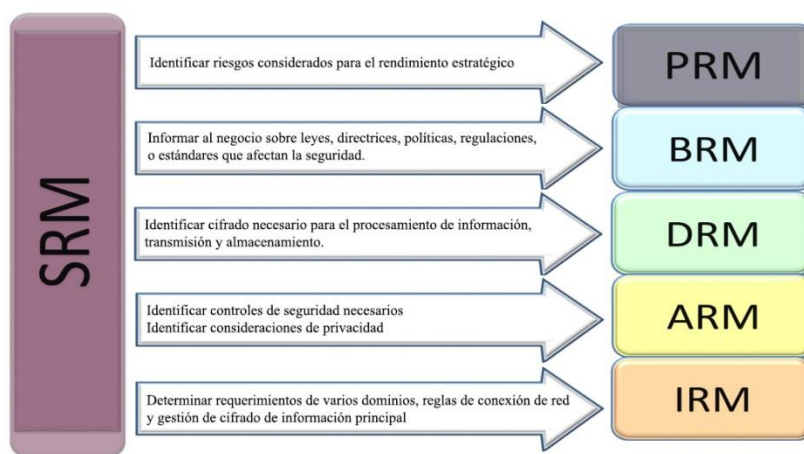 SRM
Identificar riesgos considerados para el rendimiento estratégico
PRM
Informar al negocio sobre leyes, directrices, políticas, regulaciones,
o estándares que afectan la seguridad.
BRM
Identificar cifrado necesario para el procesamiento de información,
transmisión y almacenamiento.
DRM
Identificar controles de seguridad necesarios
Identificar consideraciones de privacidad
ARM
Determinar requerimientos de varios dominios, reglas de conexión de red
y gestión de cifrado de información principal
IRM